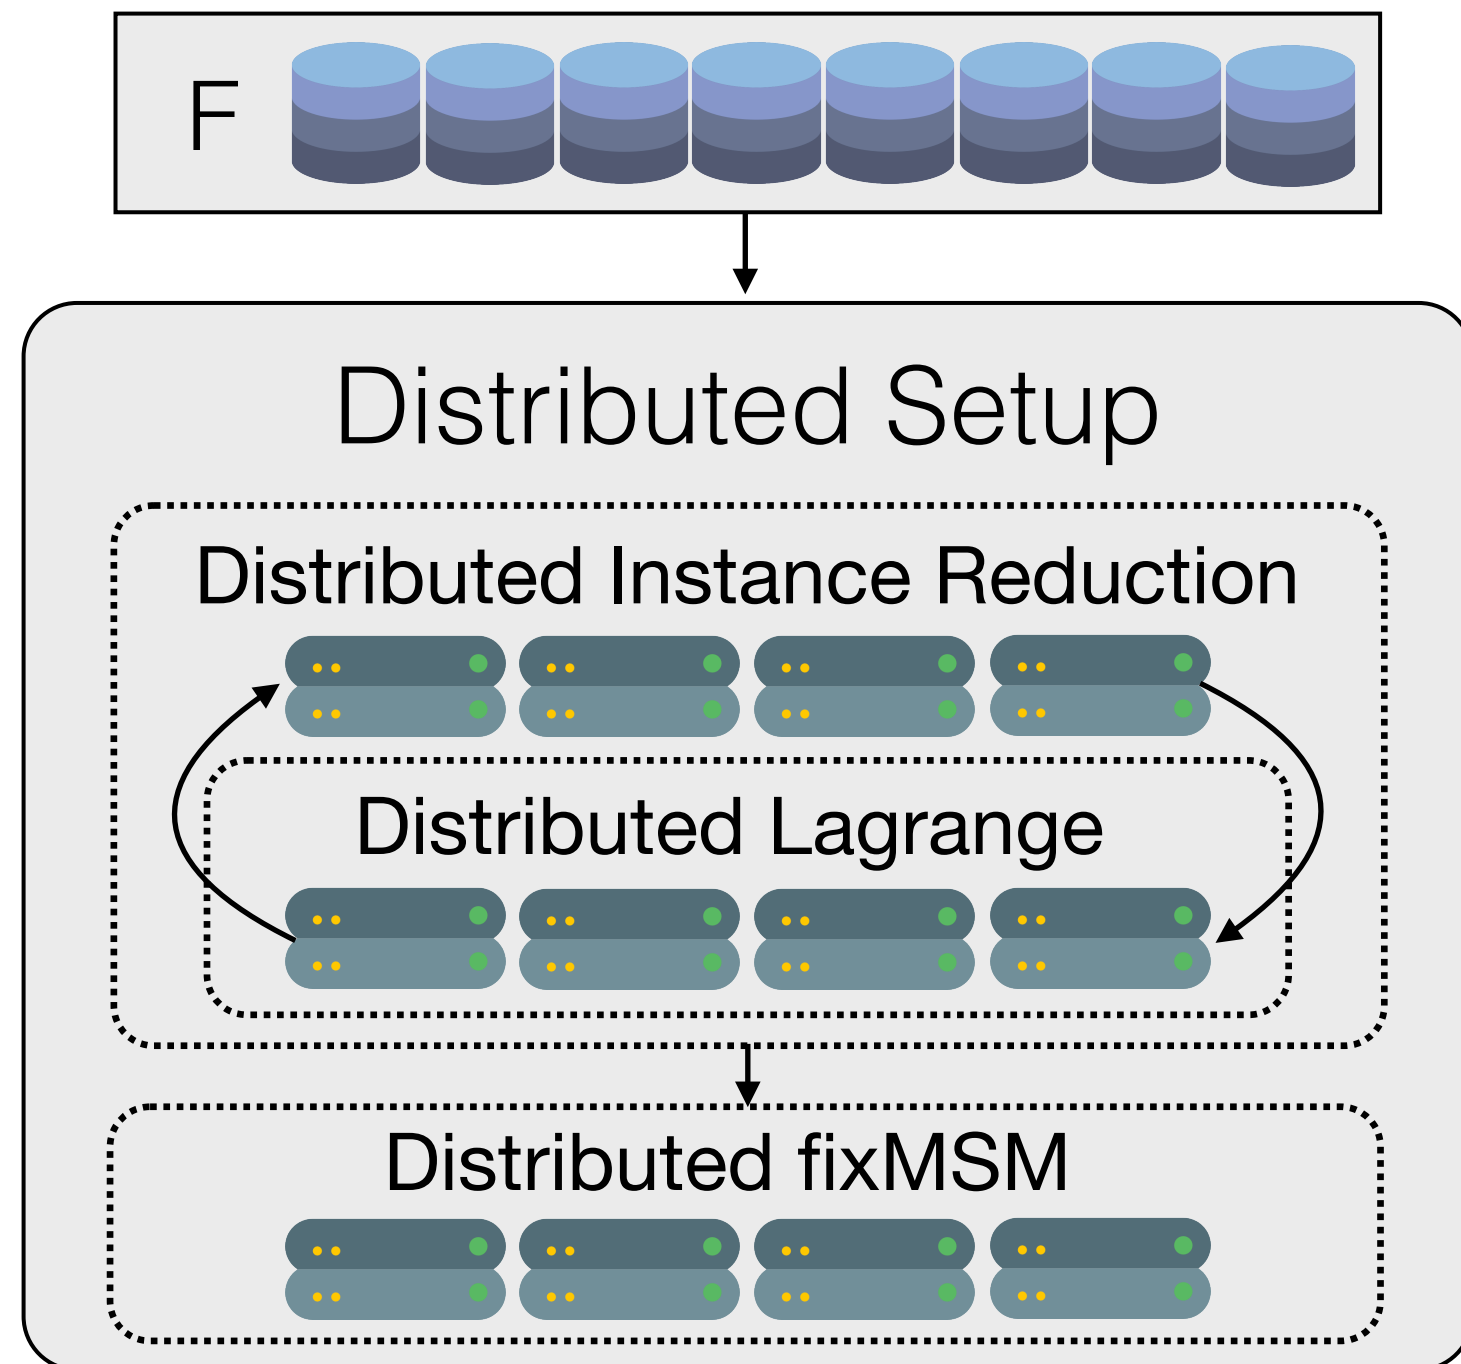 F
Distributed Setup
Distributed Instance Reduction
Distributed Lagrange
Distributed fixMSM